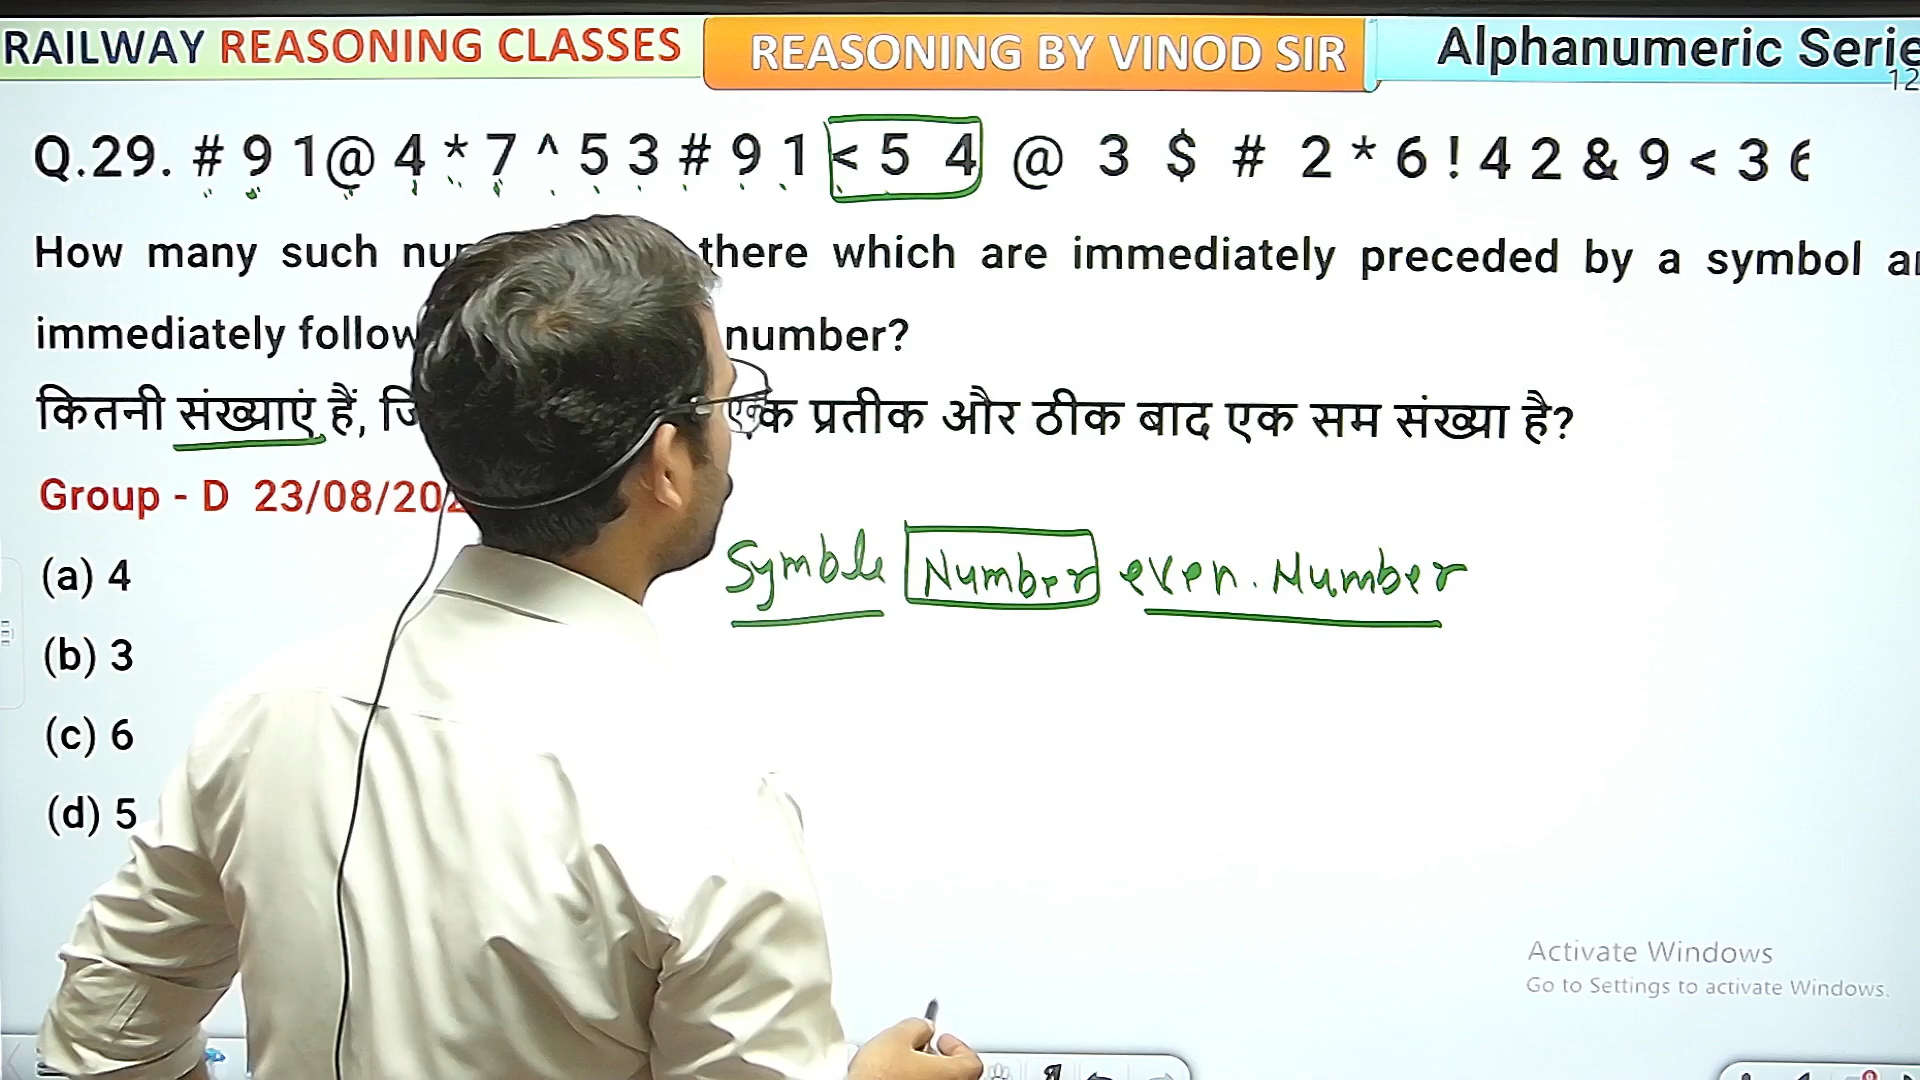 RAILWAY REASONING CLASSES REASONING BY VINOD SIR Alphanumeric Serie
12
Q.29. # 9 1@ 4 * 7 ^ 5 3 # 9 1 < 5 4 @ 3 $ # 2 * 6 ! 4 2 & 9 < 3 6
How many such there which are immediately preceded by a symbol
immediately number?
कितनी संख्याएं हैं, एक प्रतीक और ठीक बाद एक सम संख्या है?
Group - D 23/08/202
Symble Number even. Number
(a) 4
(b) 3
(c) 6
(d) 5
Activate Windows
Go to Settings to activate Windows.